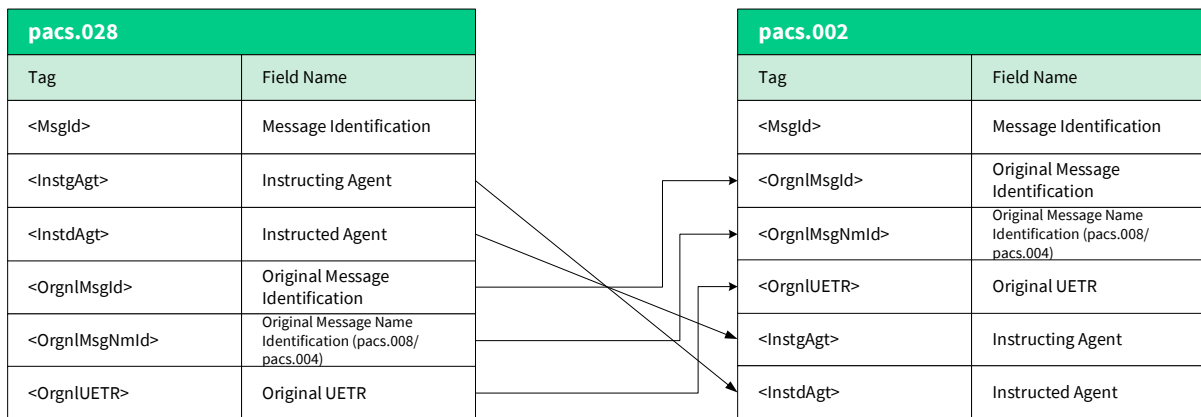 pacs.028
Tag
Field Name
<MsgId>
Message Identification
<InstgAgt>
Instructing Agent
<InstdAgt>
Instructed Agent
<OrgnlMsgId>
Original Message
Identification
<OrgnlMsgNmId>
Original Message Name
Identification (pacs.008/
pacs.004)
<OrgnlUETR>
Original UETR
pacs.002
Tag
Field Name
<MsgId>
Message Identification
<OrgnlMsgId>
Original Message
Identification
<OrgnlMsgNmId>
Original Message Name
Identification (pacs.008/
pacs.004)
<OrgnlUETR>
Original UETR
<InstgAgt>
Instructing Agent
<InstdAgt>
Instructed Agent